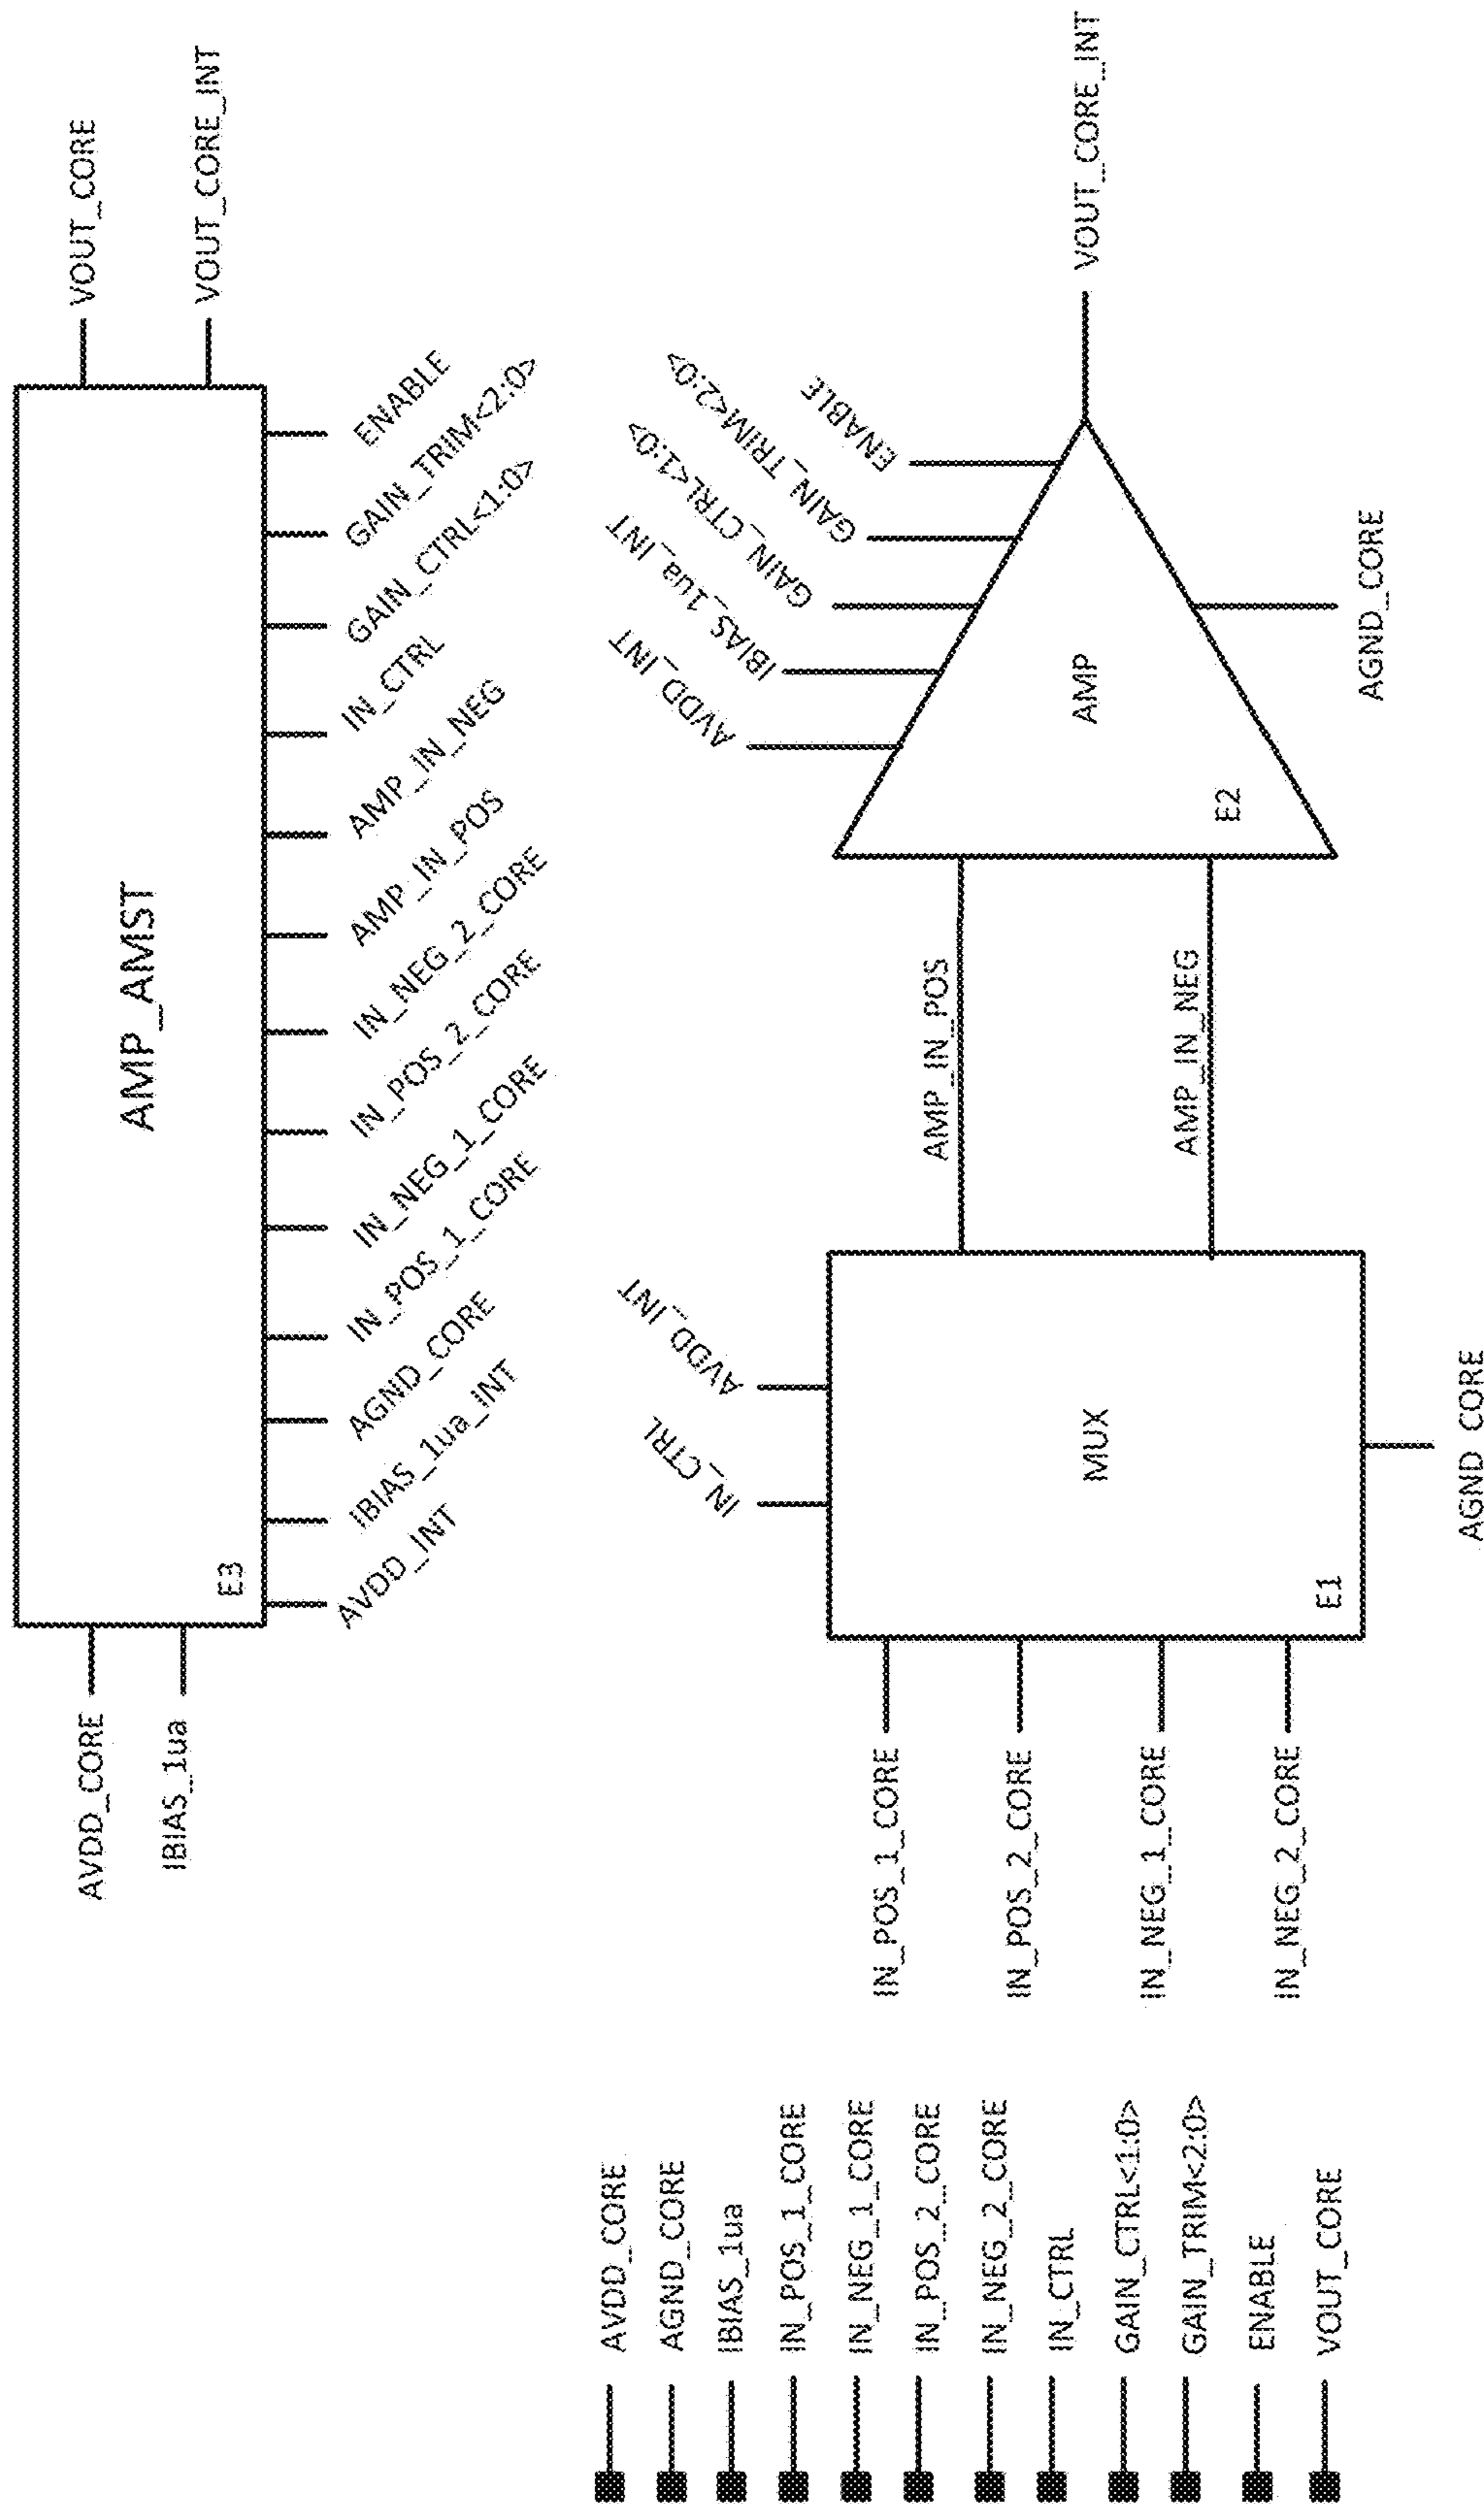 AMP_AMST
E3
AVDD_CORE
IBIAS_1ua
VOUT_CORE
VOUT_CORE_INT
AVDD_INT
IBIAS_1ua_INT
AGND_CORE
IN_POS_1_CORE
IN_NEG_1_CORE
IN_POS_2_CORE
IN_NEG_2_CORE
AMP_IN_POS
AMP_IN_NEG
IN_CTRL
GAIN_CTRL<1:0>
GAIN_TRIM<2:0>
ENABLE
AVDD_CORE
AGND_CORE
IBIAS_1ua
IN_POS_1_CORE
IN_NEG_1_CORE
IN_POS_2_CORE
IN_NEG_2_CORE
IN_CTRL
GAIN_CTRL<1:0>
GAIN_TRIM<2:0>
ENABLE
VOUT_CORE
IN_POS_1_CORE
IN_POS_2_CORE
IN_NEG_1_CORE
IN_NEG_2_CORE
IN_CTRL
AVDD_INT
MUX
E1
AGND_CORE
AMP_IN_POS
AMP_IN_NEG
AVDD_INT
IBIAS_1ua_INT
GAIN_CTRL<1:0>
GAIN_TRIM<2:0>
ENABLE
AMP
E2
AGND_CORE
VOUT_CORE_INT